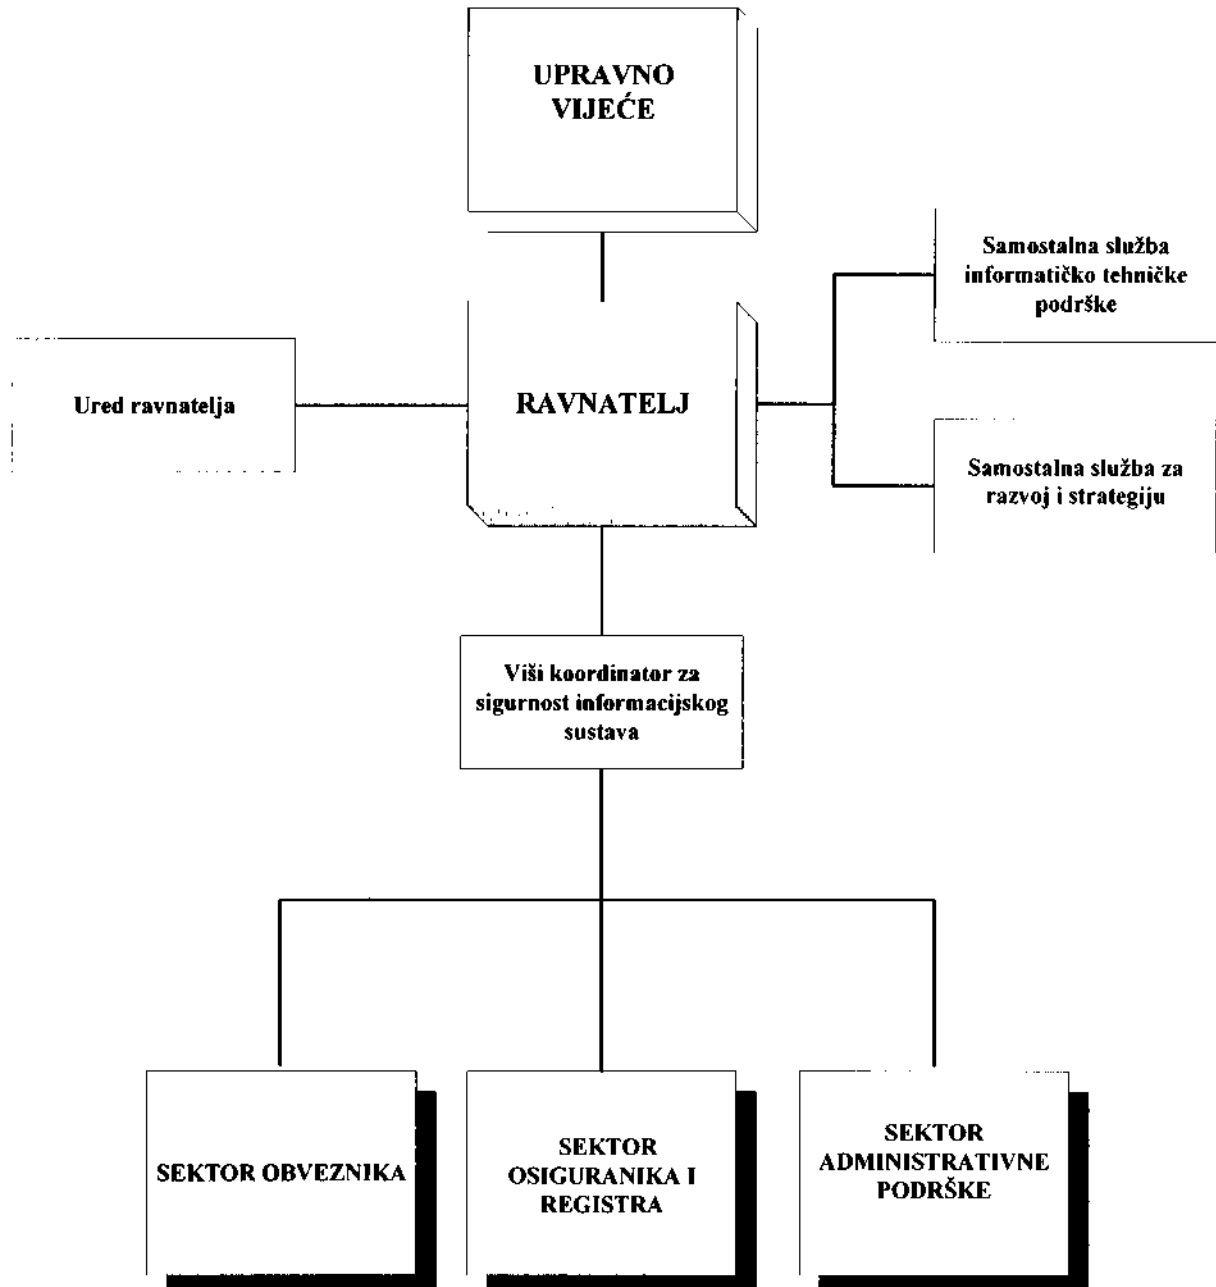 UPRAVNO
VIJEĆE
Samostalna služba
informatičko tehničke
podrške
Ured ravnatelja
RAVNATELJ
Samostalna služba za
razvoj i strategiju
Viši koordinator za
sigurnost informacijskog
sustava
SEKTOR OBVEZNIKA
SEKTOR
OSIGURANIKA I
REGISTRA
SEKTOR
ADMINISTRATIVNE
PODRŠKE